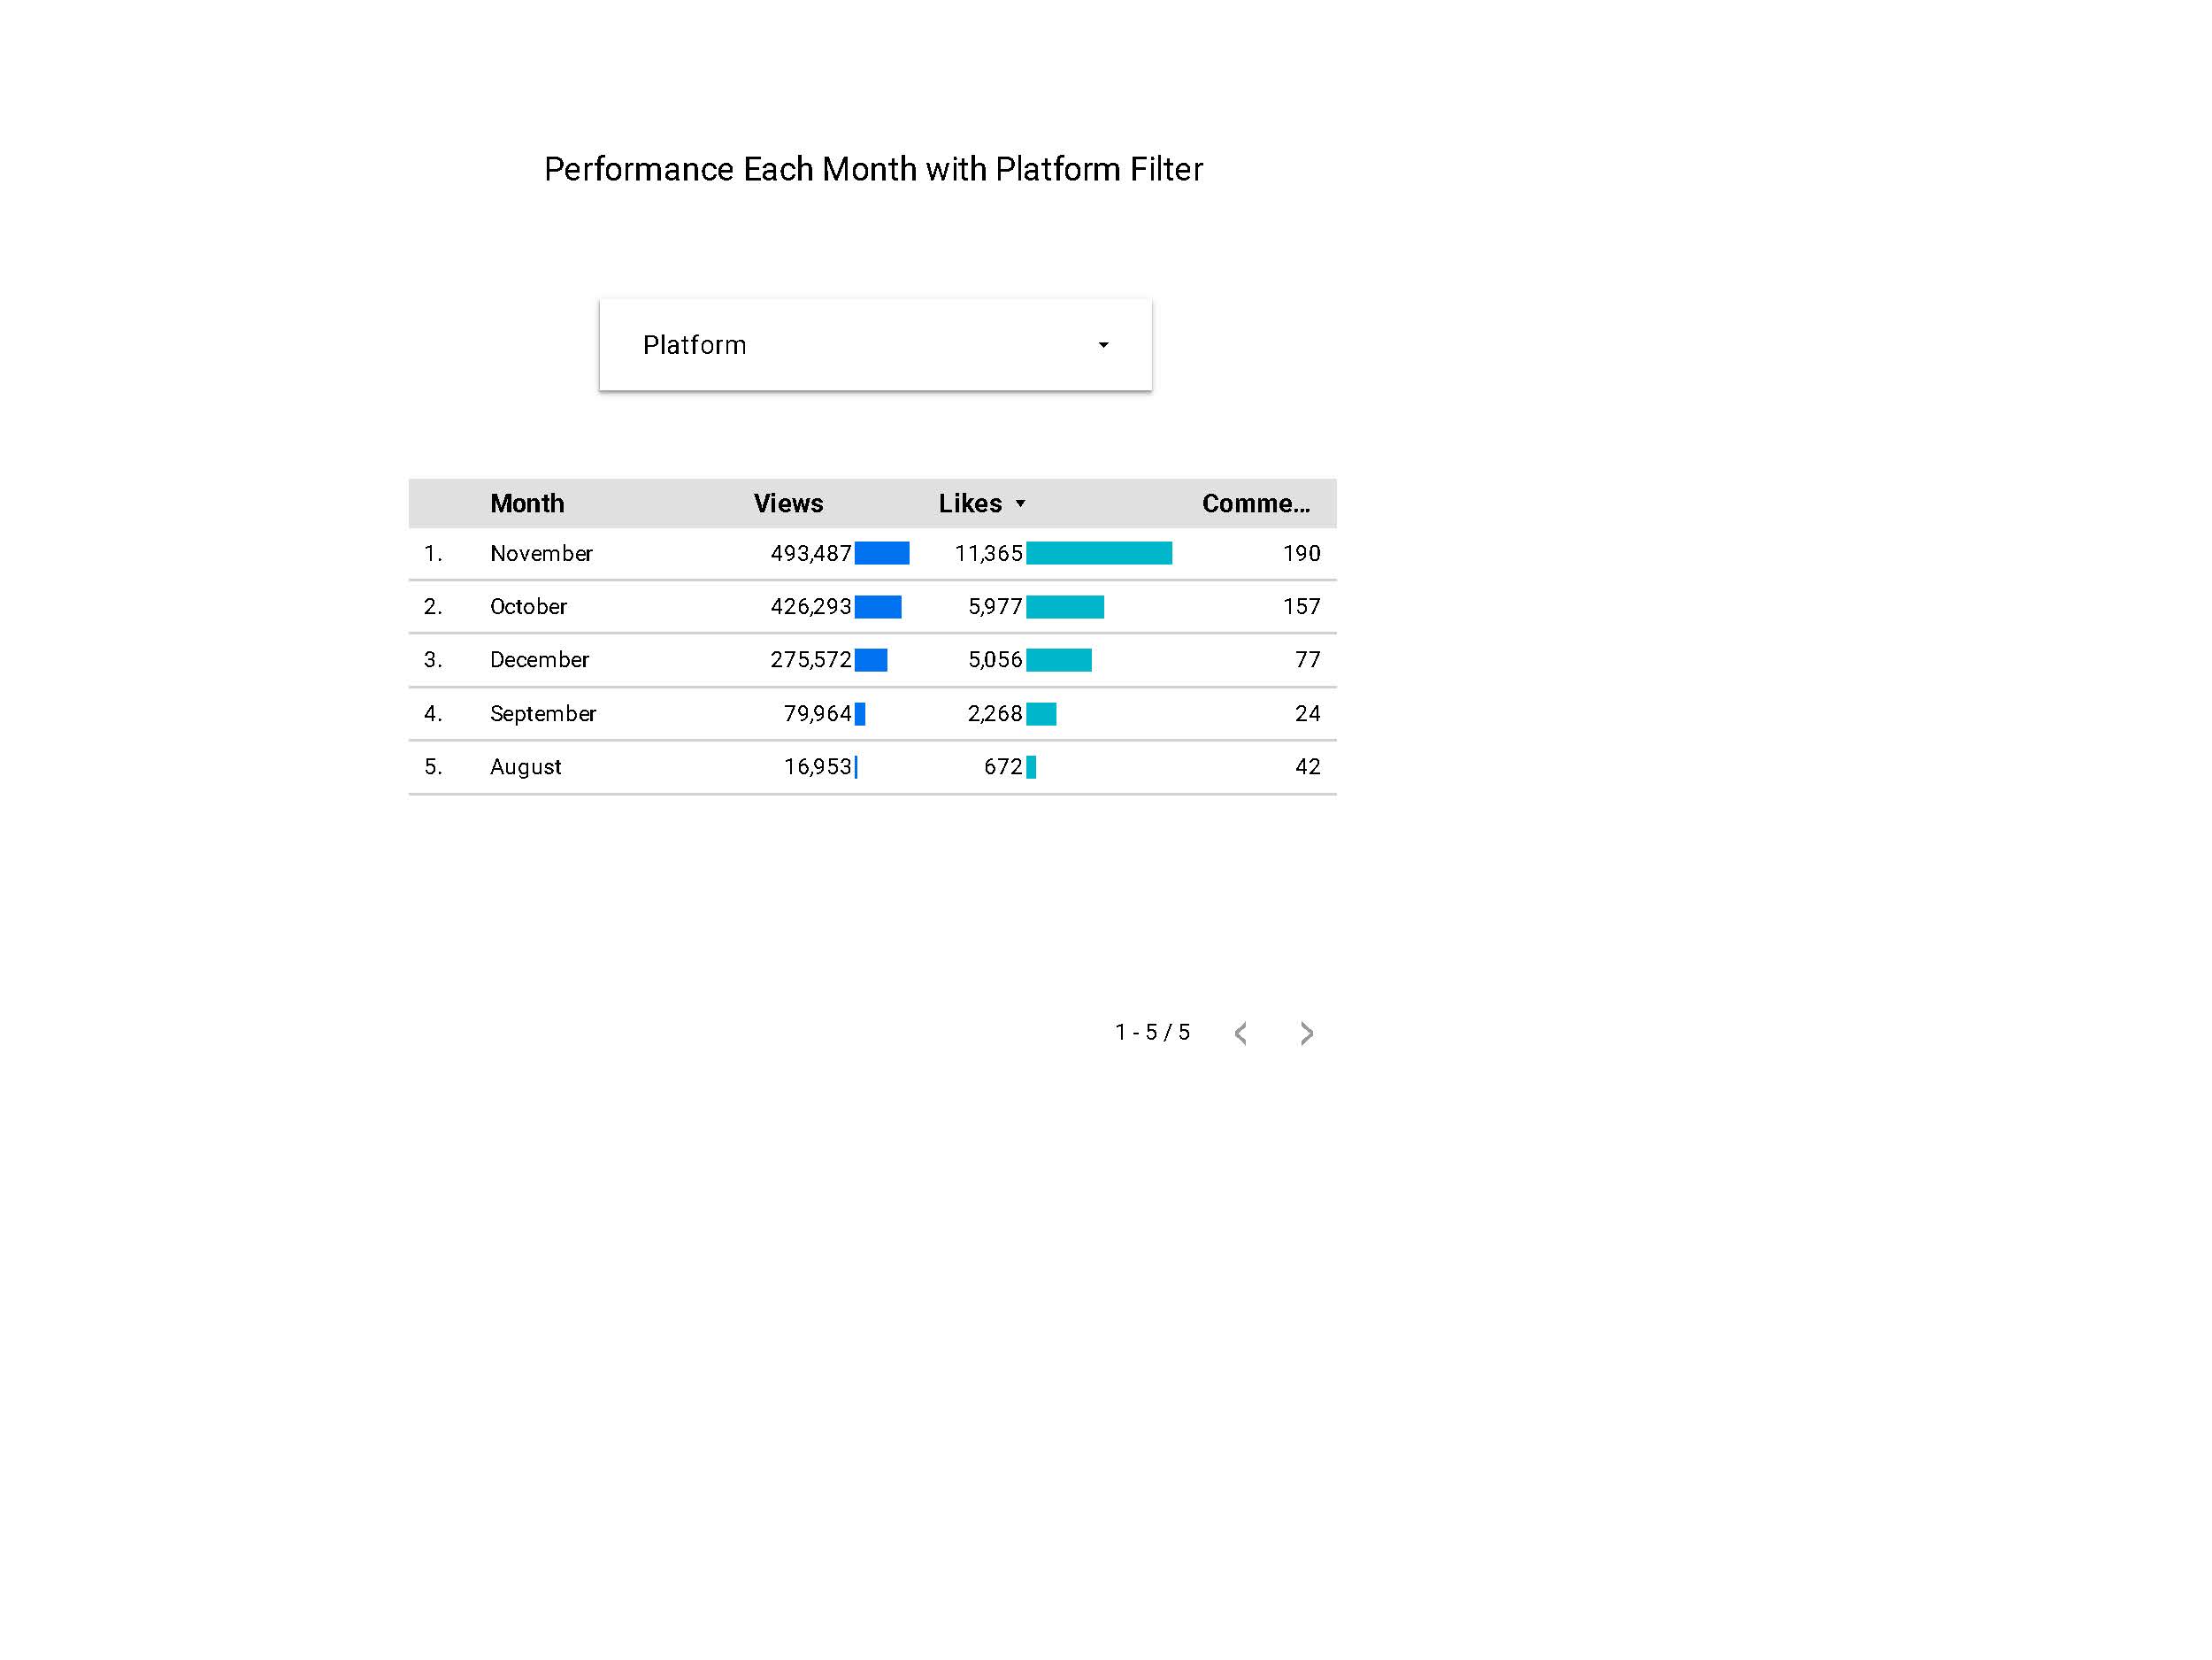 Performance Each Month with Platform Filter
Platform
Month Views Likes Comme...
1. November 493,487 11,365 190
2. October 426,293 5,977 157
3. December 275,572 5,056 77
4. September 79,964 2,268 24
5. August 16,953 672 42
1 - 5 / 5